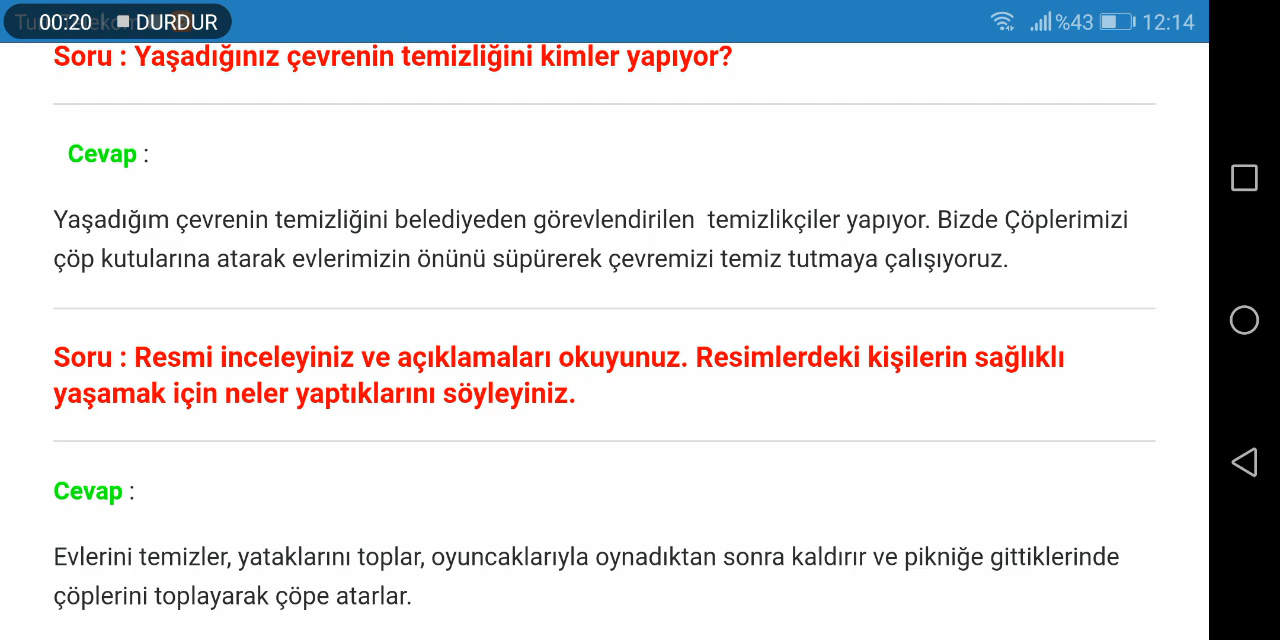 00:20 DURDUR %43 12:14
Soru : Yaşadığınız çevrenin temizliğini kimler yapıyor?
Cevap :
Yaşadığım çevrenin temizliğini belediyeden görevlendirilen temizlikçiler yapıyor. Bizde Çöplerimizi
çöp kutularına atarak evlerimizin önünü süpürerek çevremizi temiz tutmaya çalışıyoruz.
Soru : Resmi inceleyiniz ve açıklamaları okuyunuz. Resimlerdeki kişilerin sağlıklı
yaşamak için neler yaptıklarını söyleyiniz.
Cevap :
Evlerini temizler, yataklarını toplar, oyuncaklarıyla oynadıktan sonra kaldırır ve pikniğe gittiklerinde
çöplerini toplayarak çöpe atarlar.